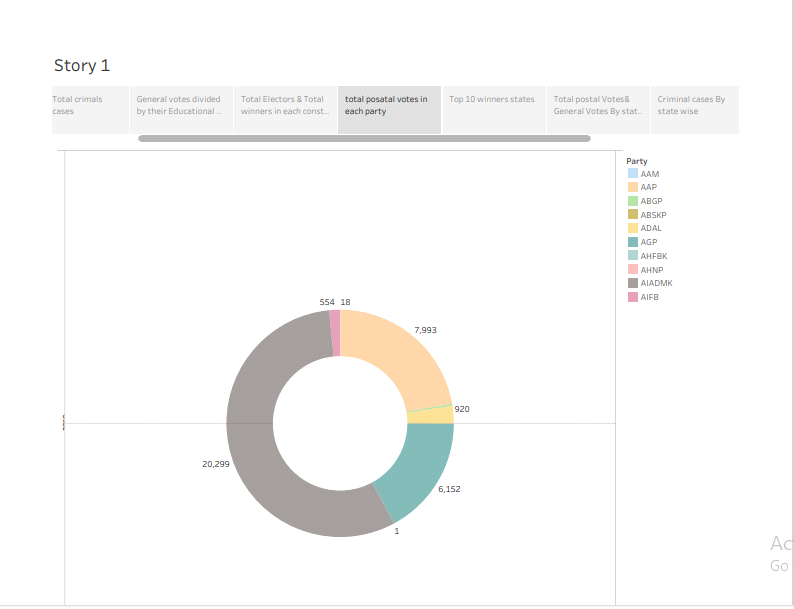 Story 1
Total crimals
cases
General votes divided
by their Educational ..
Total Electors & Total
winners in each const..
total posatal votes in
each party
Top 10 winners states
Total postal Votes&
General Votes By stat..
Criminal cases By
state wise
Party
AAM
AAP
ABGP
ABSKP
ADAL
AGP
AHFBK
AHNP
AIADMK
AIFB
554 18
7,993
920
20,299
6,152
1
Ac
Go